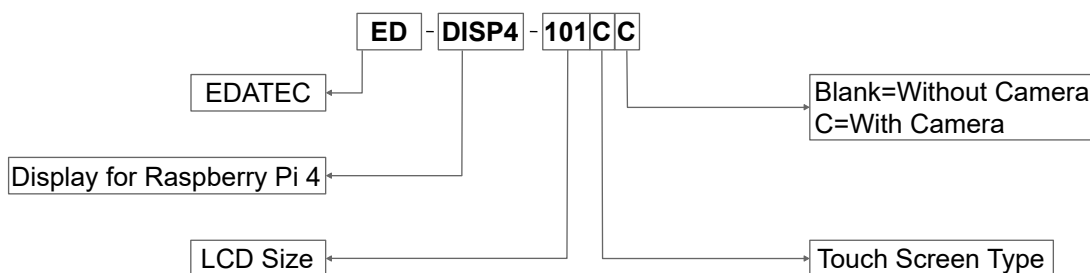 ED - DISP4 - 101 C C
EDATEC
Blank=Without Camera
C=With Camera
Display for Raspberry Pi 4
LCD Size
Touch Screen Type